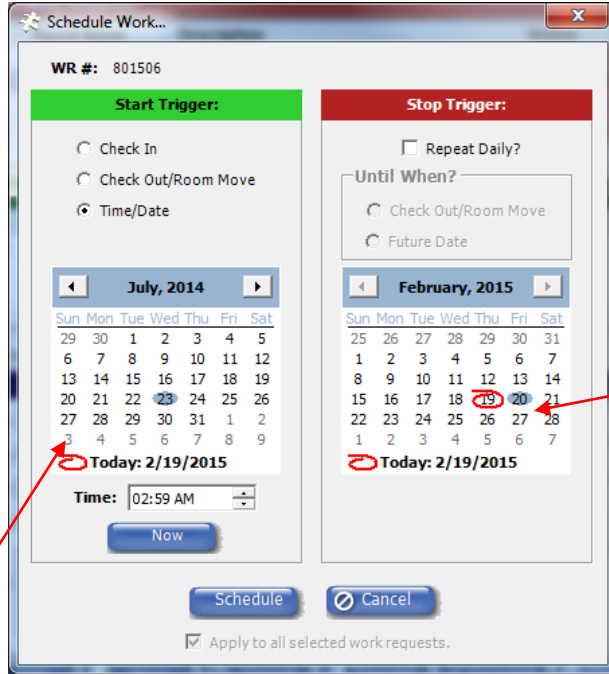 Schedule Work...
WR #: 801506
Start Trigger:
Check In
Check Out/Room Move
Time/Date
July, 2014
Sun Mon Tue Wed Thu Fri Sat
29 30 1 2 3 4 5
6 7 8 9 10 11 12
13 14 15 16 17 18 19
20 21 22 23 24 25 26
27 28 29 30 31 1 2
3 4 5 6 7 8 9
Today: 2/19/2015
Time: 02:59 AM
Now
Stop Trigger:
Repeat Daily?
Until When?
Check Out/Room Move
Future Date
February, 2015
Sun Mon Tue Wed Thu Fri Sat
25 26 27 28 29 30 31
1 2 3 4 5 6 7
8 9 10 11 12 13 14
15 16 17 18 19 20 21
22 23 24 25 26 27 28
1 2 3 4 5 6 7
Today: 2/19/2015
Schedule
Cancel
Apply to all selected work requests.